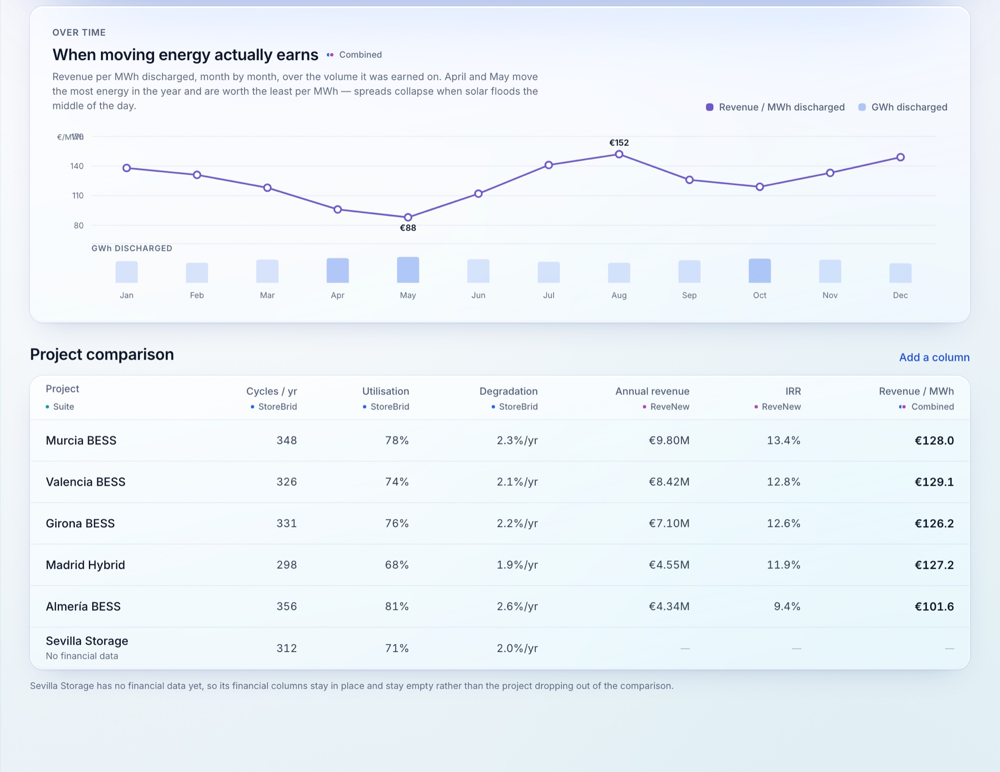 OVER TIME
When moving energy actually earns Combined
Revenue per MWh discharged, month by month, over the volume it was earned on. April and May move
the most energy in the year and are worth the least per MWh — spreads collapse when solar floods the
middle of the day.
Revenue / MWh discharged GWh discharged
€/MWh 170
€152
140
110
80
€88
GWh DISCHARGED
Jan Feb Mar Apr May Jun Jul Aug Sep Oct Nov Dec
Project comparison
Add a column
Project Cycles / yr Utilisation Degradation Annual revenue IRR Revenue / MWh
Suite StoreBrid StoreBrid StoreBrid ReveNew ReveNew Combined
Murcia BESS 348 78% 2.3%/yr €9.80M 13.4% €128.0
Valencia BESS 326 74% 2.1%/yr €8.42M 12.8% €129.1
Girona BESS 331 76% 2.2%/yr €7.10M 12.6% €126.2
Madrid Hybrid 298 68% 1.9%/yr €4.55M 11.9% €127.2
Almería BESS 356 81% 2.6%/yr €4.34M 9.4% €101.6
Sevilla Storage 312 71% 2.0%/yr — — —
No financial data
Sevilla Storage has no financial data yet, so its financial columns stay in place and stay empty rather than the project dropping out of the comparison.